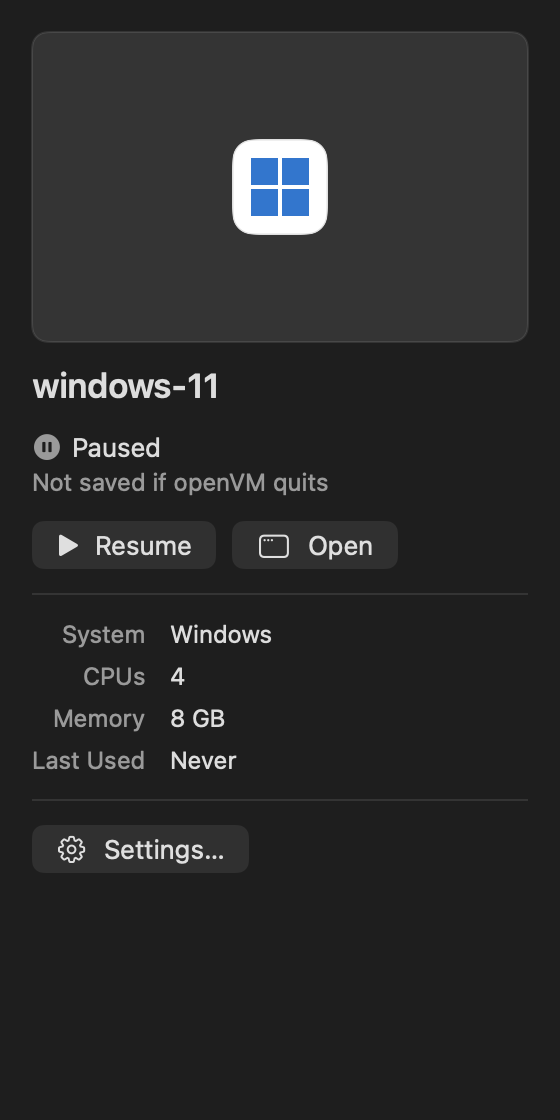 windows-11
Paused
Not saved if openVM quits
Resume Open
System Windows
CPUs 4
Memory 8 GB
Last Used Never
Settings...